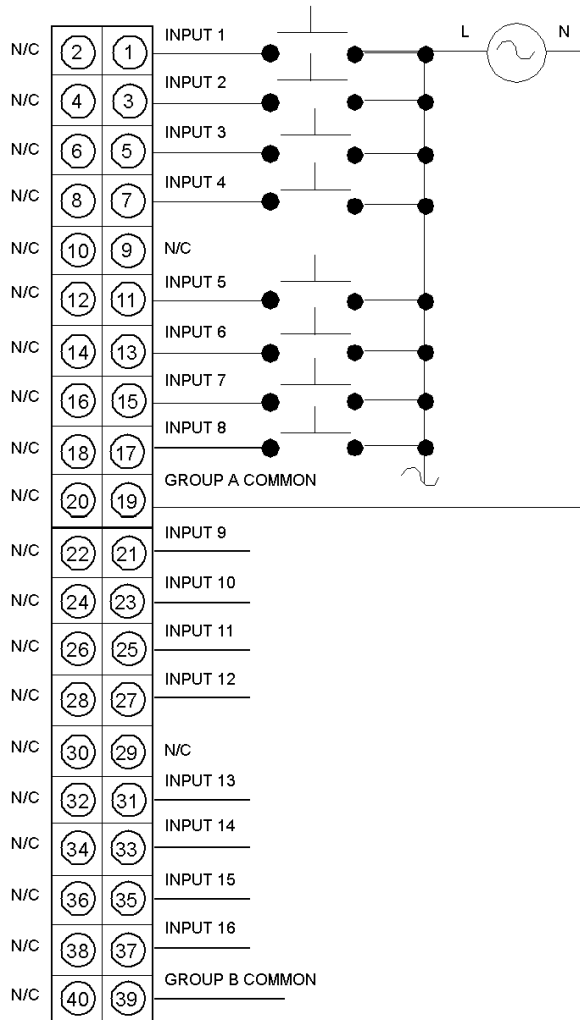 INPUT 1 L N
N/C 2 1
INPUT 2
N/C 4 3
INPUT 3
N/C 6 5
INPUT 4
N/C 8 7
N/C 10 9 N/C
INPUT 5
N/C 12 11
INPUT 6
N/C 14 13
INPUT 7
N/C 16 15
INPUT 8
N/C 18 17
GROUP A COMMON
N/C 20 19
INPUT 9
N/C 22 21
INPUT 10
N/C 24 23
INPUT 11
N/C 26 25
INPUT 12
N/C 28 27
N/C 30 29 N/C
INPUT 13
N/C 32 31
INPUT 14
N/C 34 33
INPUT 15
N/C 36 35
INPUT 16
N/C 38 37
GROUP B COMMON
N/C 40 39